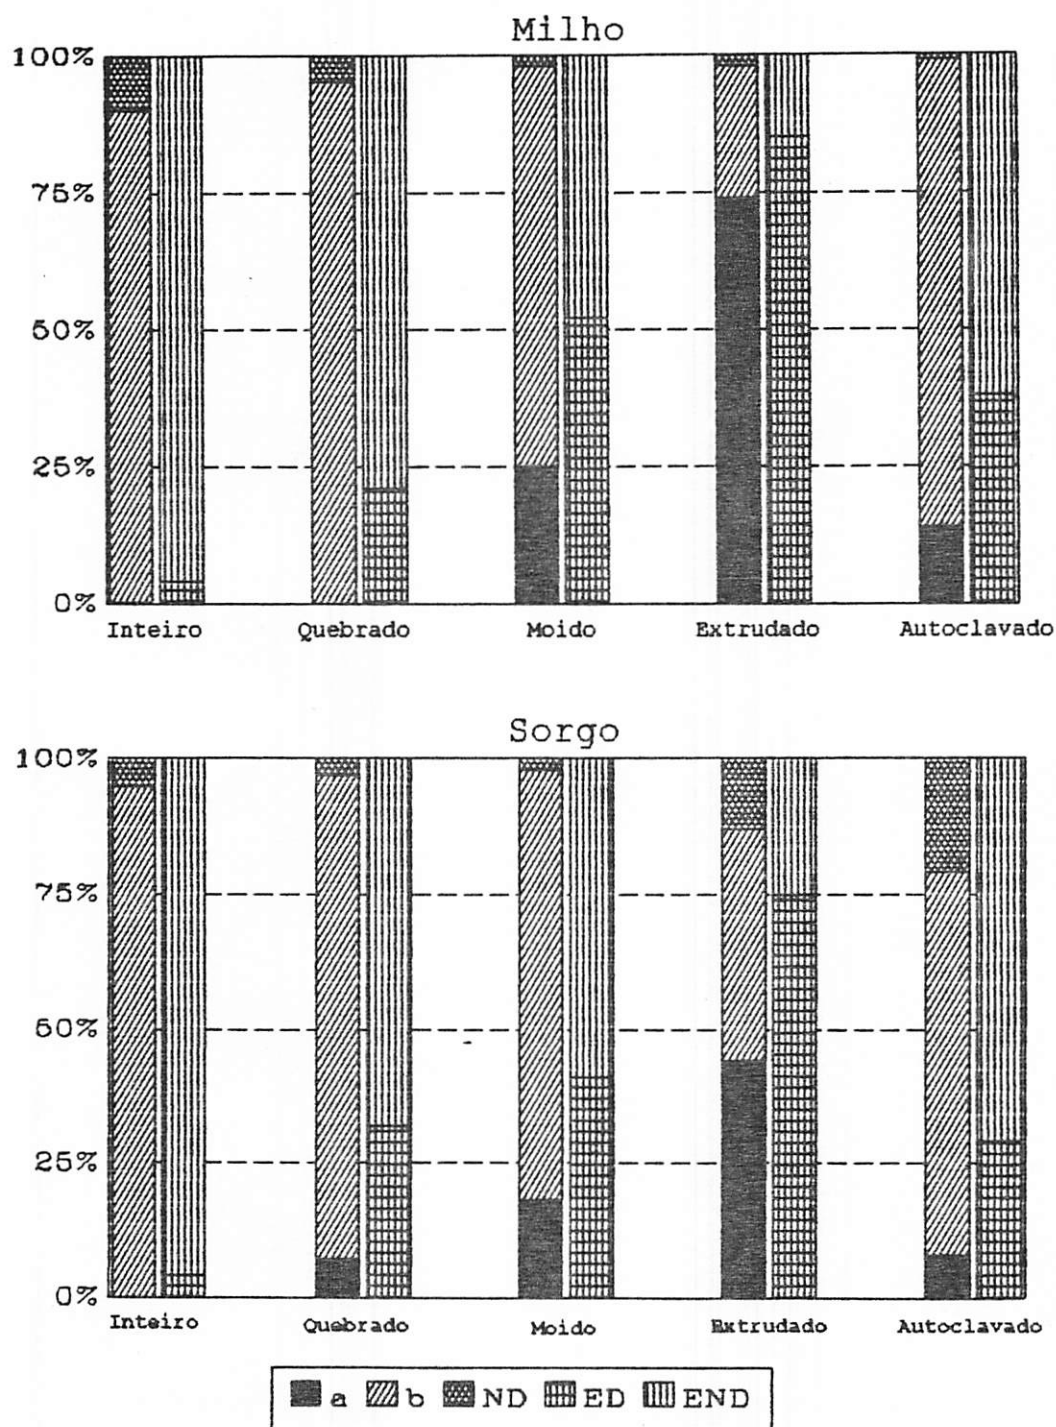 Milho
100%
75%
50%
25%
0%
Inteiro Quebrado Moido Extrudado Autoclavado
Sorgo
100%
75%
50%
25%
0%
Inteiro Quebrado Moido Extrudado Autoclavado
a b ND ED END